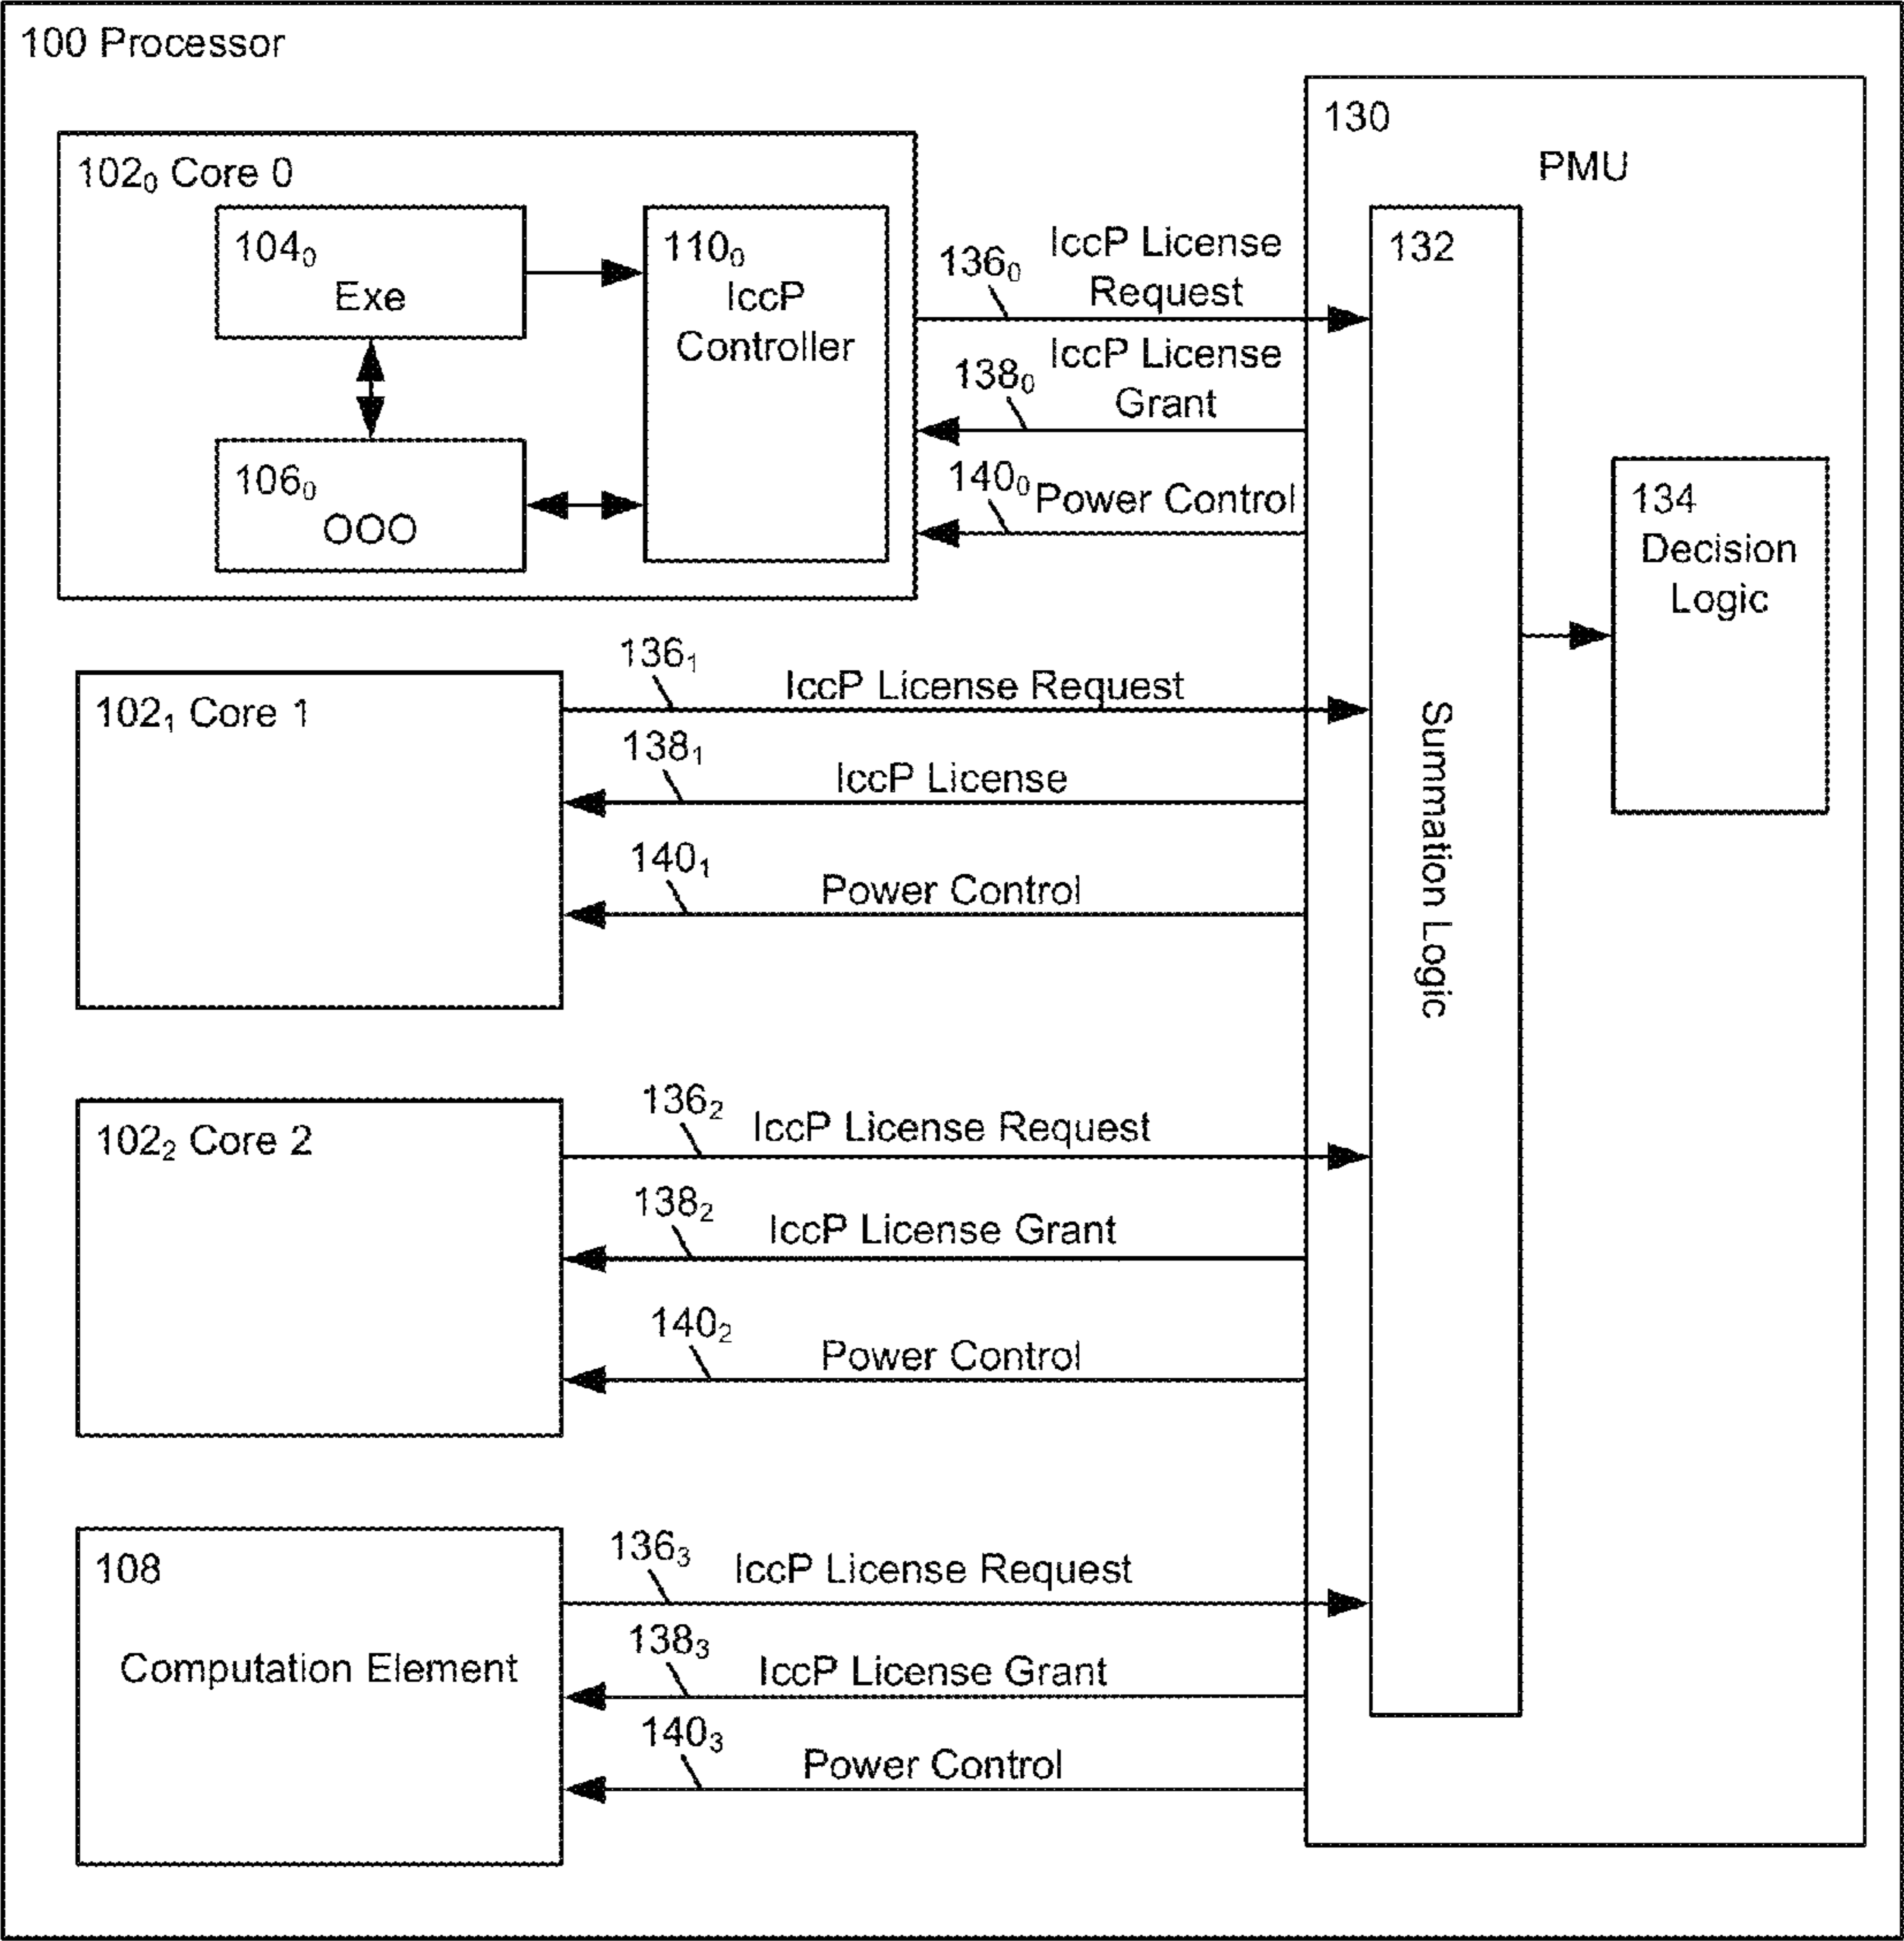 100 Processor
102₀ Core 0
104₀
Exe
106₀
OOO
110₀
IccP
Controller
136₀
IccP License
Request
138₀
IccP License
Grant
140₀
Power Control
130
PMU
132
Summation Logic
134
Decision
Logic
102₁ Core 1
136₁
IccP License Request
138₁
IccP License
140₁
Power Control
102₂ Core 2
136₂
IccP License Request
138₂
IccP License Grant
140₂
Power Control
108
Computation Element
136₃
IccP License Request
138₃
IccP License Grant
140₃
Power Control